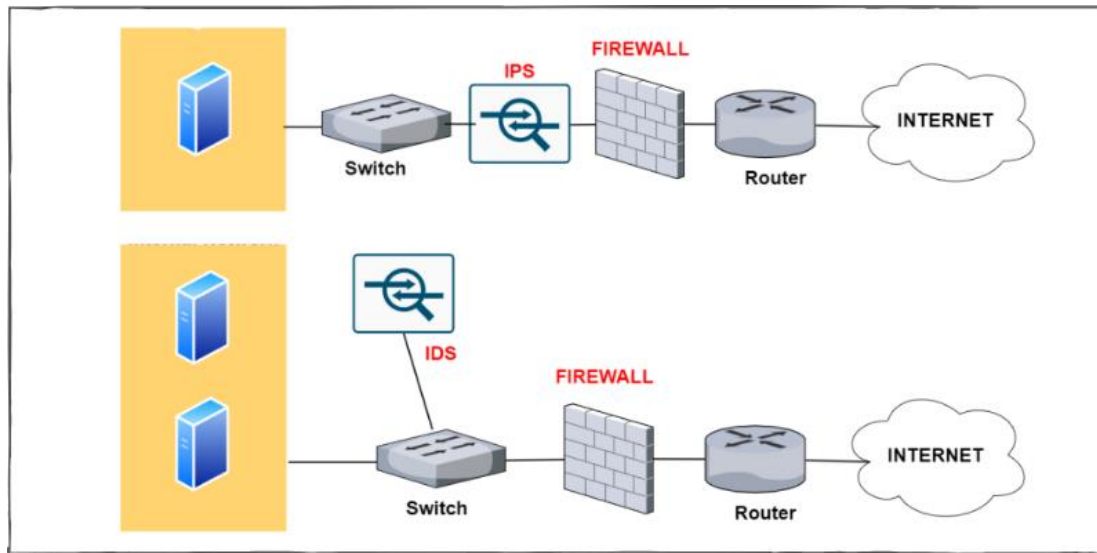 FIREWALL
IPS
INTERNET
Switch
Router
IDS
FIREWALL
INTERNET
Switch
Router